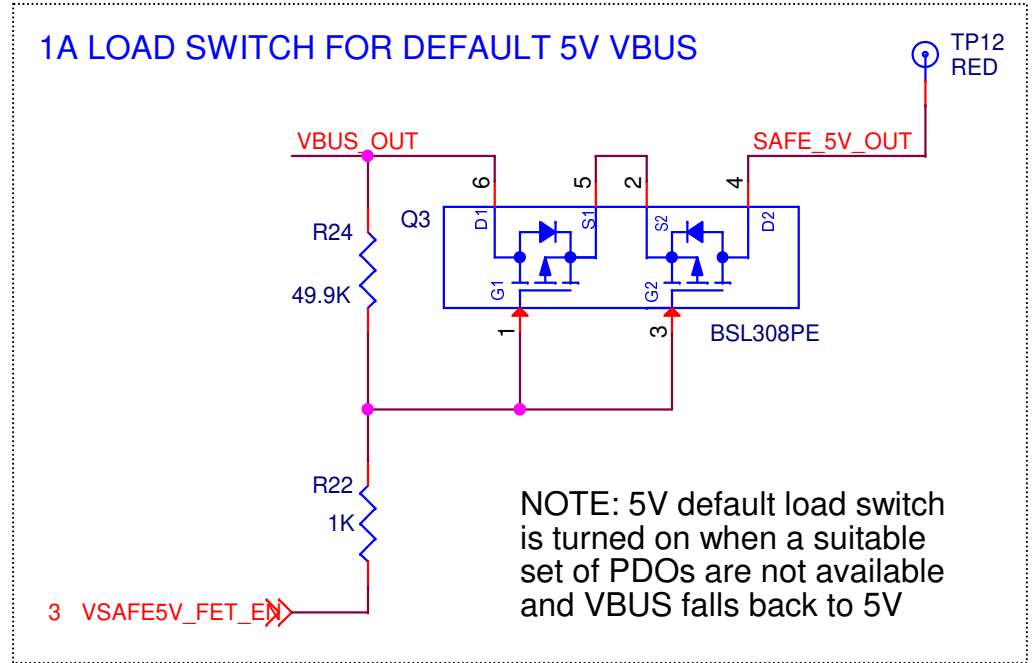 1A LOAD SWITCH FOR DEFAULT 5V VBUS
TP12
RED
VBUS_OUT
SAFE_5V_OUT
6
5
2
4
Q3
D1
S1
S2
D2
R24
49.9K
G1
G2
1
3
BSL308PE
R22
1K
NOTE: 5V default load switch
is turned on when a suitable
set of PDOs are not available
and VBUS falls back to 5V
3 VSAFE5V_FET_EN